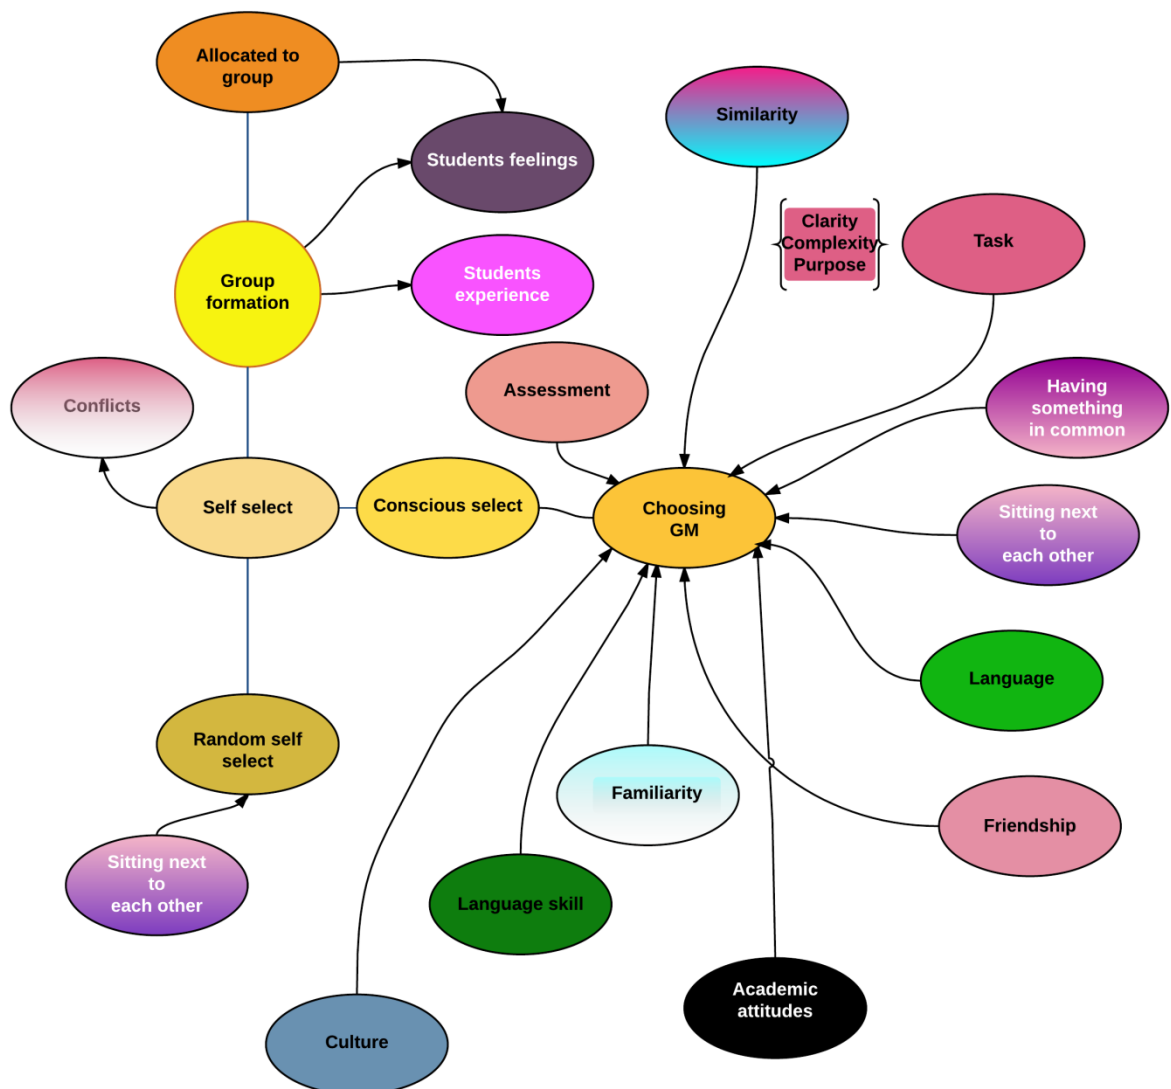 Allocated to
group
Similarity
Students feelings
Clarity
Complexity
Purpose
Task
Group
formation
Students
experience
Assessment
Conflicts
Having
something
in common
Self select
Conscious select
Choosing
GM
Sitting next
to
each other
Language
Random self
select
Familiarity
Friendship
Sitting next
to
each other
Language skill
Academic
attitudes
Culture